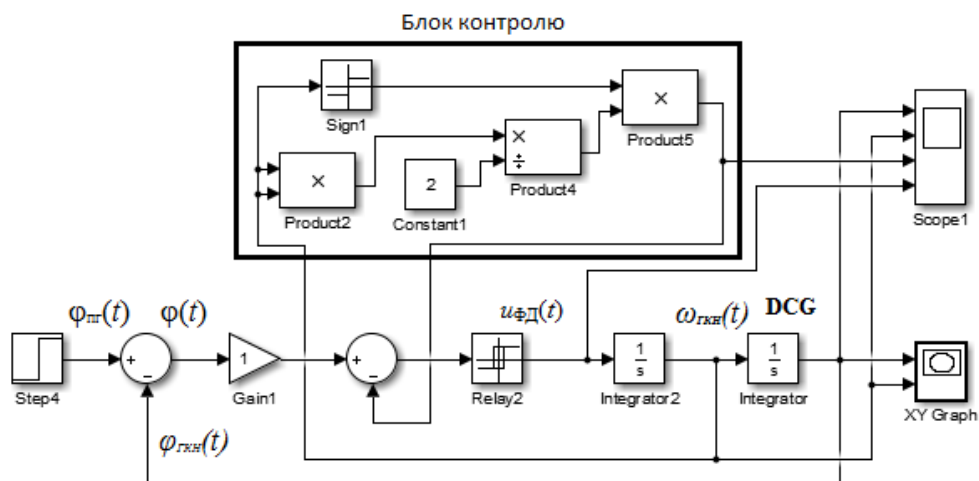 Блок контролю
Sign1
×
Product2
2
Constant1
×
÷
Product4
×
Product5
Scope1
φпг(t)
φ(t)
uФД(t)
ωгкн(t)
DCG
+
−
Step4
1
Gain1
+
−
Relay2
1
s
Integrator2
1
s
Integrator
XY Graph
φгкн(t)